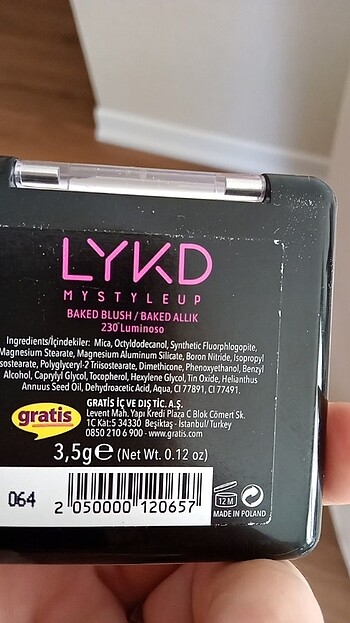 LYKD
MYSTYLEUP
BAKED BLUSH / BAKED ALLIK
230 Luminoso
Ingredients/İçindekiler: Mica, Octyldodecanol, Synthetic Fluorphlogopite,
Magnesium Stearate, Magnesium Aluminum Silicate, Boron Nitride, Isopropyl
Isostearate, Polyglyceryl-2 Triisostearate, Dimethicone, Phenoxyethanol, Benzyl
Alcohol, Caprylyl Glycol, Tocopherol, Hexylene Glycol, Tin Oxide, Helianthus
Annuus Seed Oil, Dehydroacetic Acid, Aqua, CI 77891, CI 77491.
gratis
GRATİS İÇ VE DIŞ TİC. A.Ş.
Levent Mah. Yapı Kredi Plaza C Blok Cömert Sk.
1C Kat:5 34330 Beşiktaş - İstanbul/ Turkey
0850 210 6 900 - www.gratis.com
3,5g e (Net Wt. 0.12 oz)
064
2 050000 120657
12 M
MADE IN POLAND